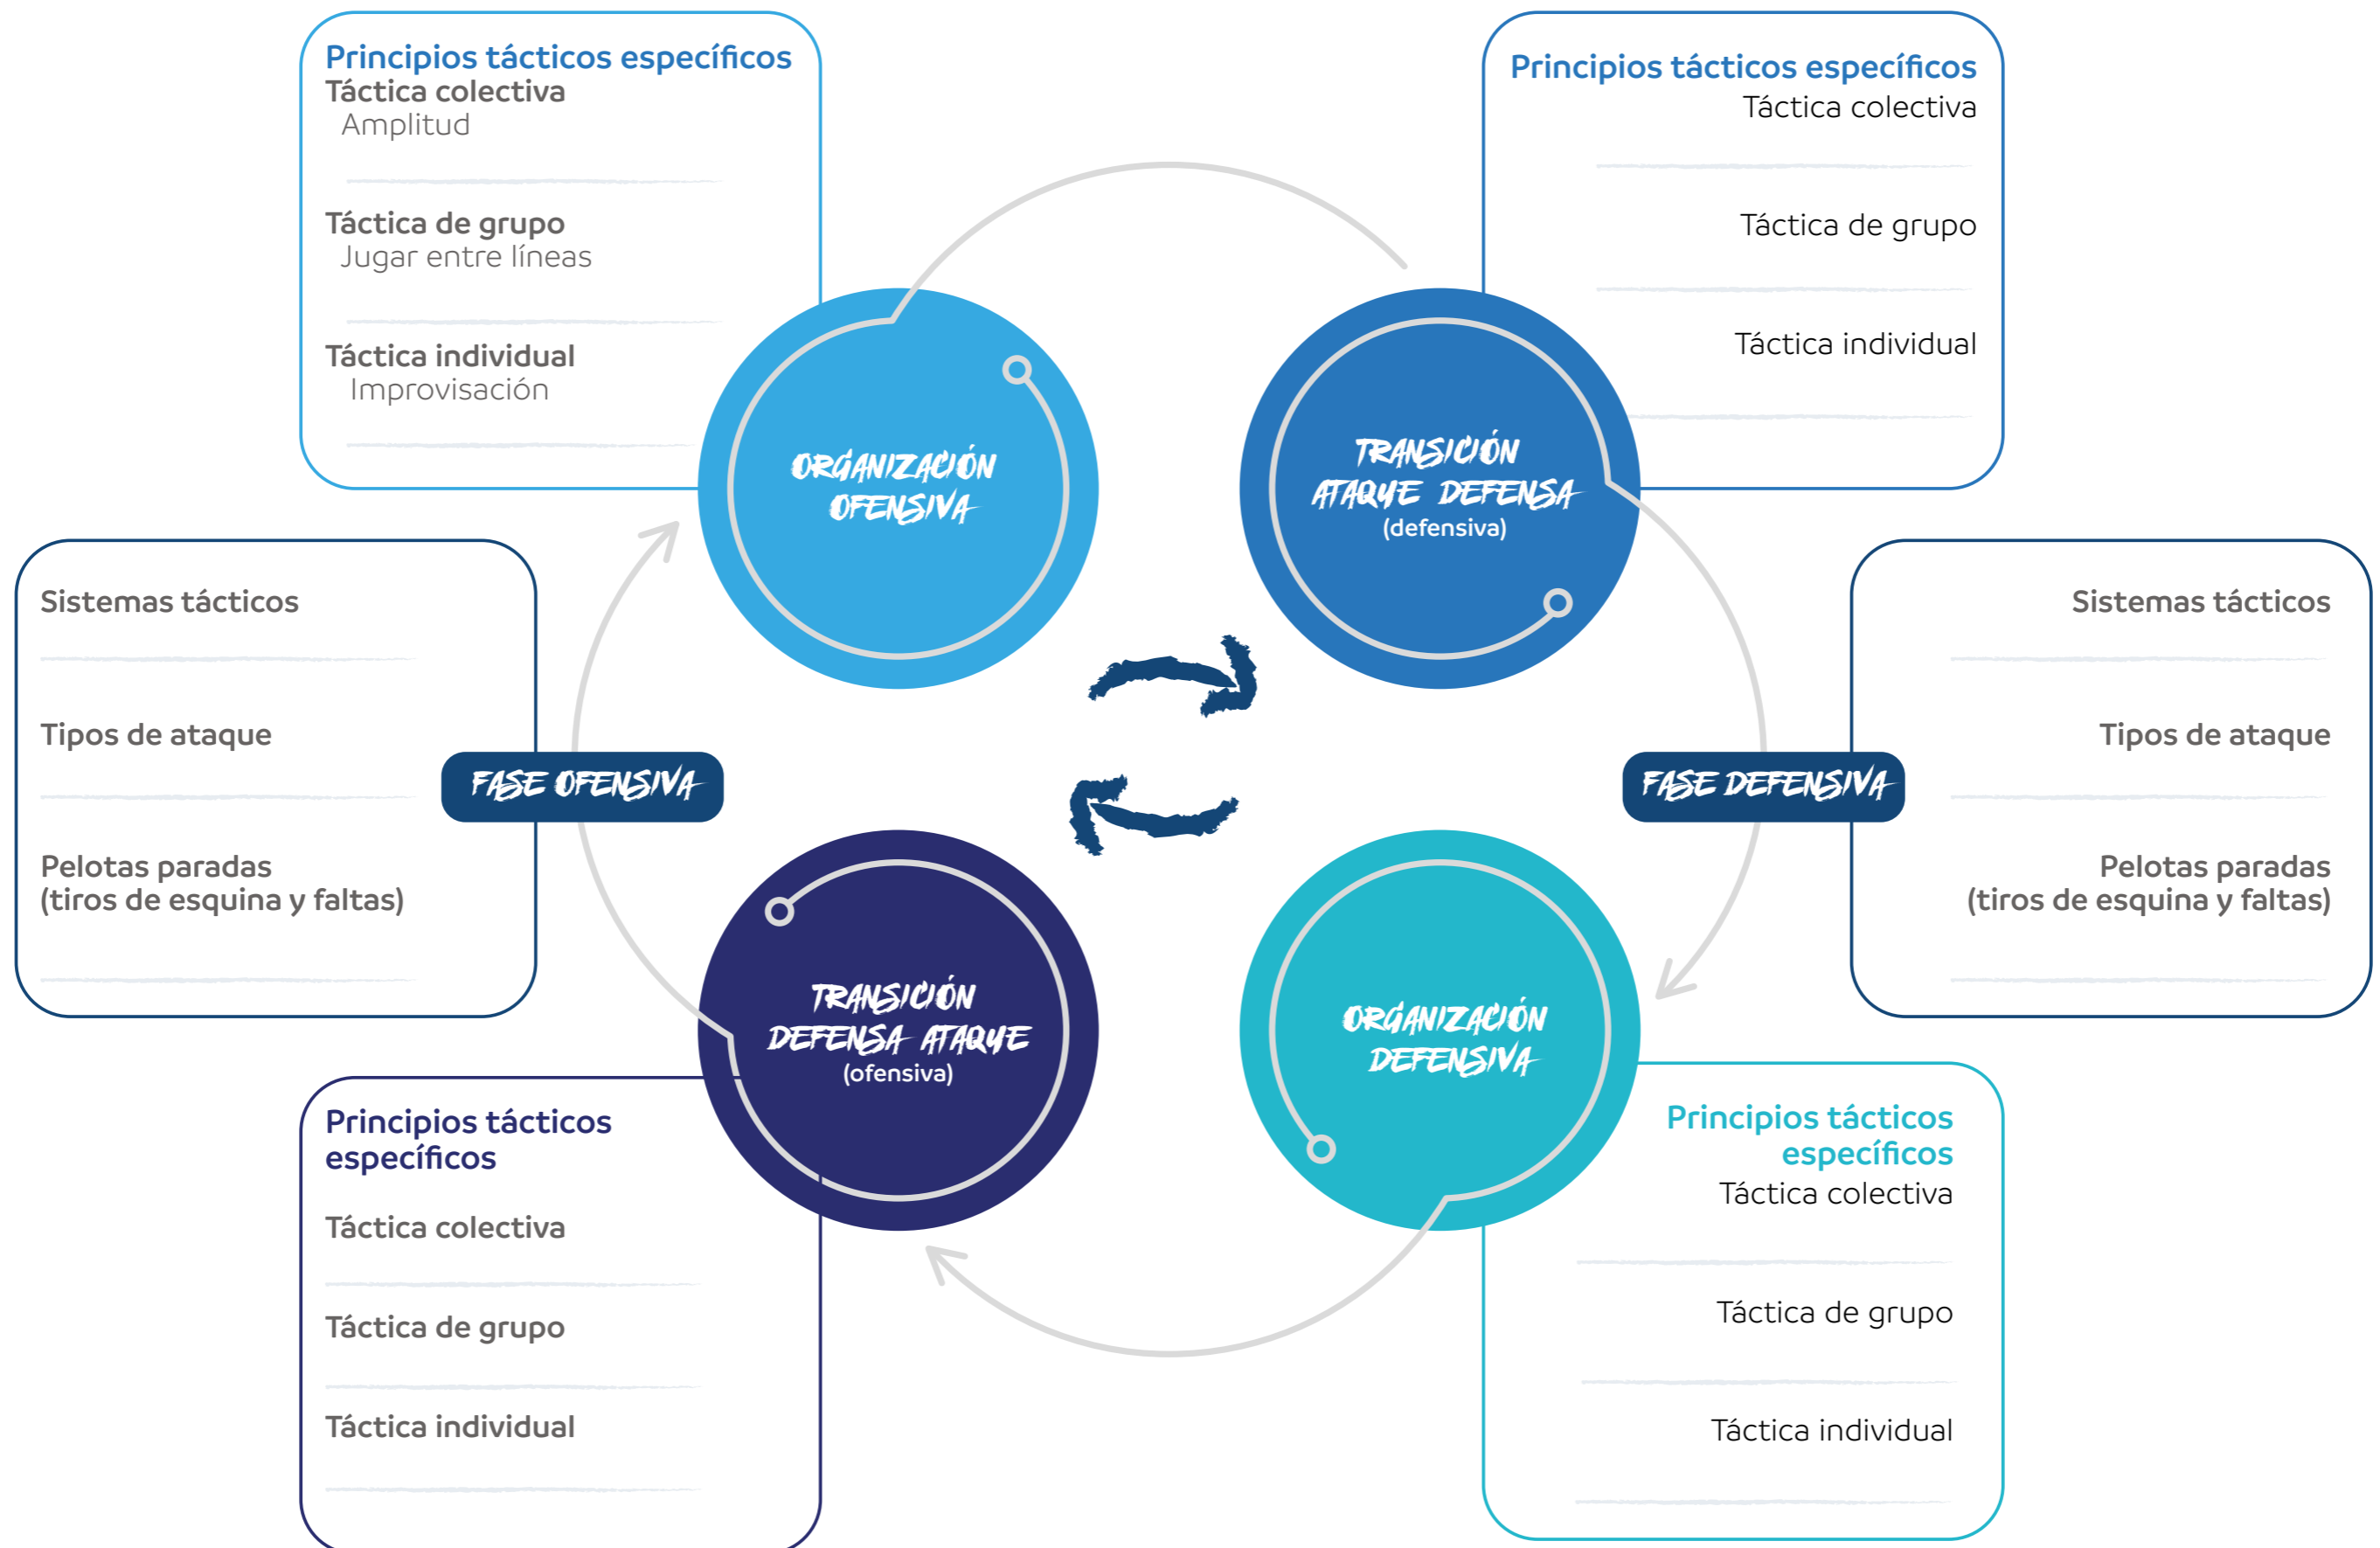 Principios tácticos específicos
Táctica colectiva
Amplitud
Táctica de grupo
Jugar entre líneas
Táctica individual
Improvisación
Principios tácticos específicos
Táctica colectiva
Táctica de grupo
Táctica individual
ORGANIZACIÓN
OFENSIVA
TRANSICIÓN
ATAQUE DEFENSA
(defensiva)
Sistemas tácticos
Tipos de ataque
Pelotas paradas
(tiros de esquina y faltas)
FASE OFENSIVA
FASE DEFENSIVA
Sistemas tácticos
Tipos de ataque
Pelotas paradas
(tiros de esquina y faltas)
TRANSICIÓN
DEFENSA ATAQUE
(ofensiva)
ORGANIZACIÓN
DEFENSIVA
Principios tácticos
específicos
Táctica colectiva
Táctica de grupo
Táctica individual
Principios tácticos
específicos
Táctica colectiva
Táctica de grupo
Táctica individual